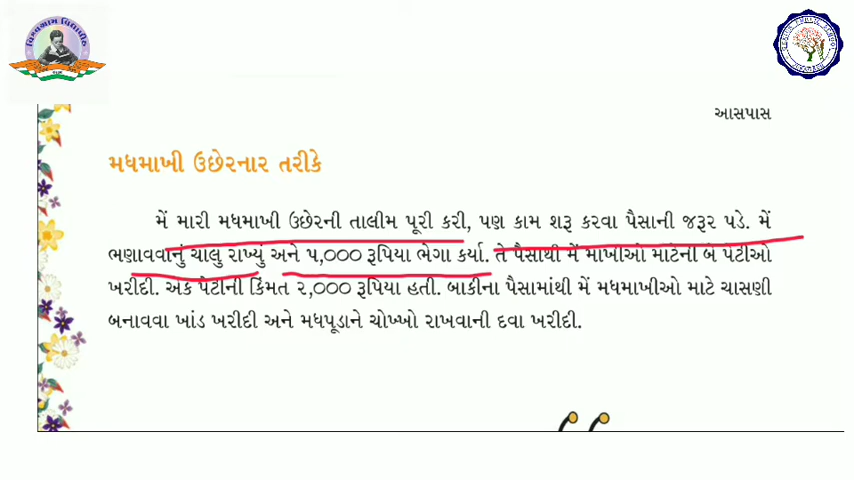 વિશ્વગ્રામ વિદ્યાપીઠ
આસપાસ
મધમાખી ઉછેરનાર તરીકે
મેં મારી મધમાખી ઉછેરની તાલીમ પૂરી કરી, પણ કામ શરૂ કરવા પૈસાની જરૂર પડે. મેં
ભણાવવાનું ચાલુ રાખ્યું અને ૫,૦૦૦ રૂપિયા ભેગા કર્યા. તે પૈસાથી મેં માખીઓ માટેની બે પેટીઓ
ખરીદી. એક પેટીની કિંમત ૨,૦૦૦ રૂપિયા હતી. બાકીના પૈસામાંથી મેં મધમાખીઓ માટે ચાસણી
બનાવવા ખાંડ ખરીદી અને મધપૂડાને ચોખ્ખો રાખવાની દવા ખરીદી.